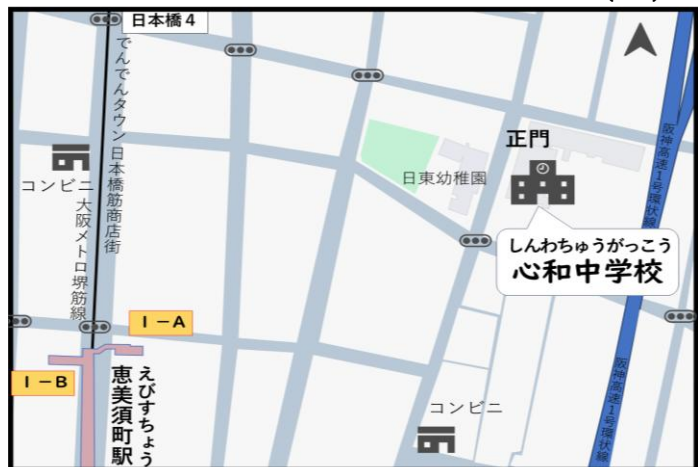 日本橋4
でんでんタウン日本橋筋商店街
コンビニ
大阪メトロ堺筋線
阪神高速1号環状線
正門
日東幼稚園
しんわちゅうがっこう
心和中学校
1-A
1-B
えびすちょう
恵美須町駅
コンビニ
阪神高速1号環状線